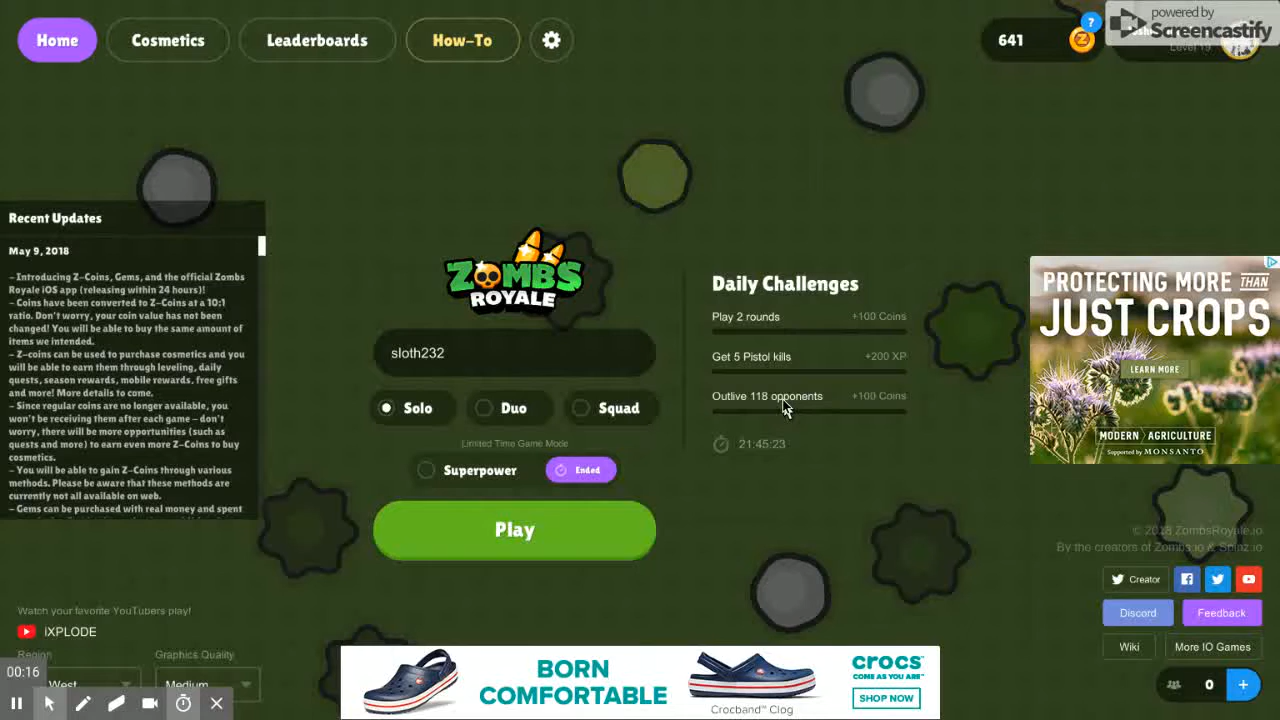 Home
Cosmetics
Leaderboards
How-To
641
?
powered by
Screencastify
Level 19
Recent Updates
May 9, 2018
- Introducing Z-Coins, Gems, and the official Zombs
Royale iOS app (releasing within 24 hours)!
- Coins have been converted to Z-Coins at a 10:1
ratio. Don't worry, your coin value has not been
changed! You will be able to buy the same amount of
items we intended.
- Z-coins can be used to purchase cosmetics and you
will be able to earn them through leveling, daily
quests, season rewards, mobile rewards, free gifts
and more! More details to come.
- Since regular coins are no longer available, you
won't be receiving them after each game - don't
worry, there will be more opportunities (such as
quests and more) to earn even more Z-Coins to buy
cosmetics.
- You will be able to gain Z-Coins through various
methods. Please be aware that these methods are
currently not all available on web.
- Gems can be purchased with real money and spent
ZOMBS
ROYALE
sloth232
Solo
Duo
Squad
Limited Time Game Mode
Superpower
Ended
Play
Daily Challenges
Play 2 rounds +100 Coins
Get 5 Pistol kills +200 XP
Outlive 118 opponents +100 Coins
21:45:23
PROTECTING MORE THAN
JUST CROPS
LEARN MORE
MODERN AGRICULTURE
Supported by MONSANTO
© 2018 ZombsRoyale.io
By the creators of Zombs.io & Spinz.io
Creator
Discord
Feedback
Wiki
More IO Games
0
+
Watch your favorite YouTubers play!
iXPLODE
Region
Graphics Quality
West
Medium
00:16
BORN
COMFORTABLE
Crocband™ Clog
crocs™
COME AS YOU ARE™
SHOP NOW